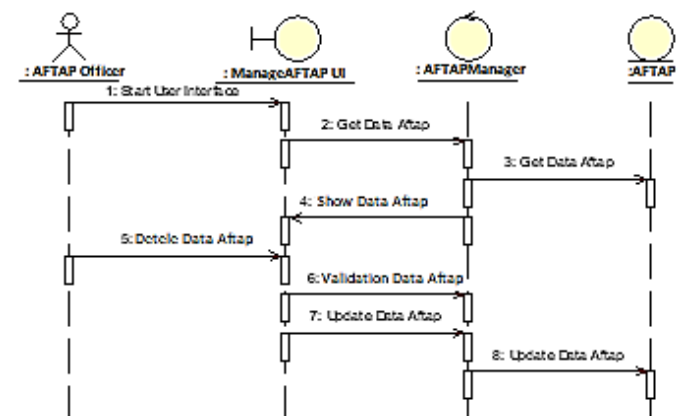 : AFTAP Officer
: ManageAFTAP UI
: AFTAPManager
:AFTAP
1: Start User Interface
2: Get Data Aftap
3: Get Data Aftap
4: Show Data Aftap
5: Detele Data Aftap
6: Validation Data Aftap
7: Update Data Aftap
8: Update Data Aftap